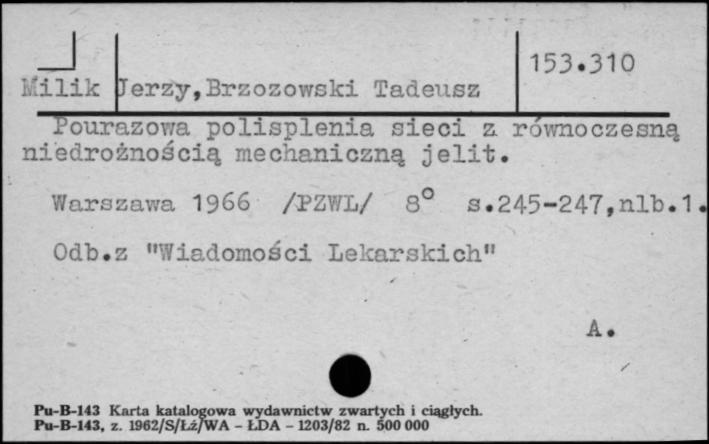 153.310
Milik Jerzy,Brzozowski Tadeusz
Pourazowa polisplenia sieci z równoczesną
niedrożnością mechaniczną jelit.
Warszawa 1966 /PZWL/ 8° s.245-247,nlb.1.
Odb.z "Wiadomości Lekarskich"
A.
Pu-B-143 Karta katalogowa wydawnictw zwartych i ciągłych.
Pu-B-143, z. 1962/S/Łź/WA - ŁDA - 1203/82 n. 500 000